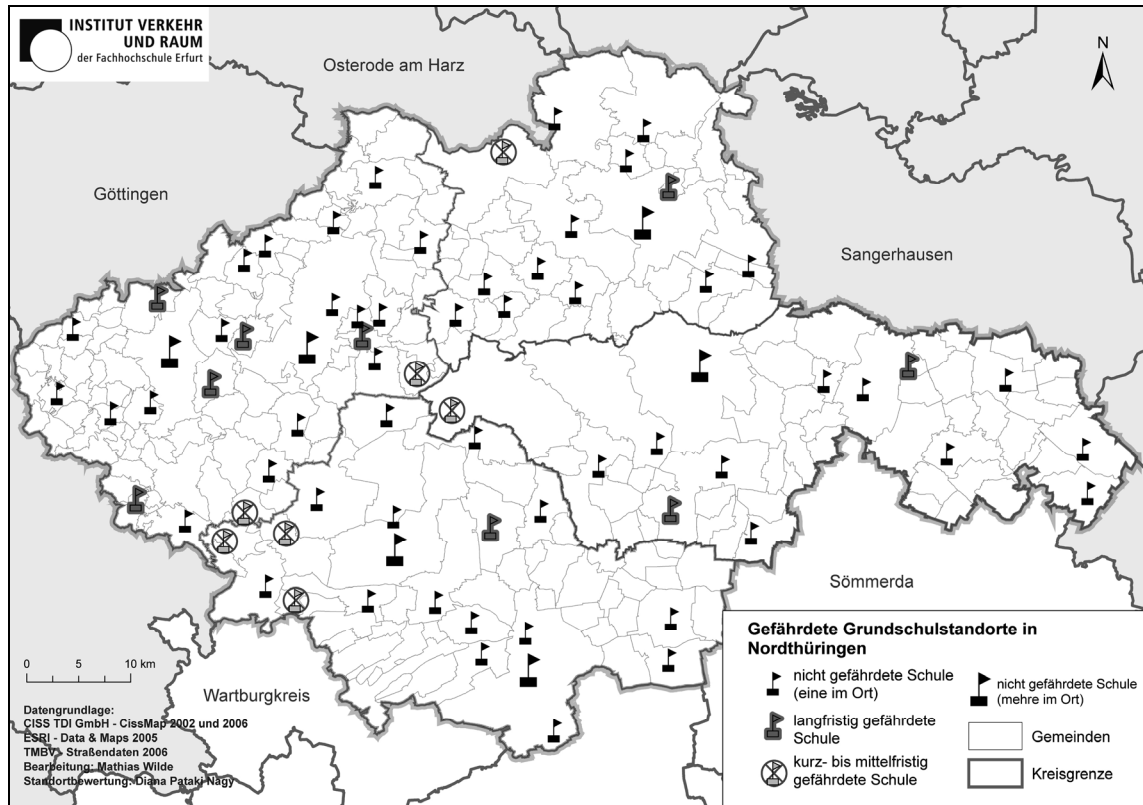 INSTITUT VERKEHR
UND RAUM
der Fachhochschule Erfurt
Osterode am Harz
N
Göttingen
Sangerhausen
Sömmerda
Wartburgkreis
0 5 10 km
Datengrundlage:
CISS TDI GmbH - CissMap 2002 und 2006
ESRI - Data & Maps 2005
TMBV - Straßendaten 2006
Bearbeitung: Mathias Wilde
Standortbewertung: Diana Pataki Nagy
Gefährdete Grundschulstandorte in
Nordthüringen
nicht gefährdete Schule
(eine im Ort)
langfristig gefährdete
Schule
kurz- bis mittelfristig
gefährdete Schule
nicht gefährdete Schule
(mehre im Ort)
Gemeinden
Kreisgrenze